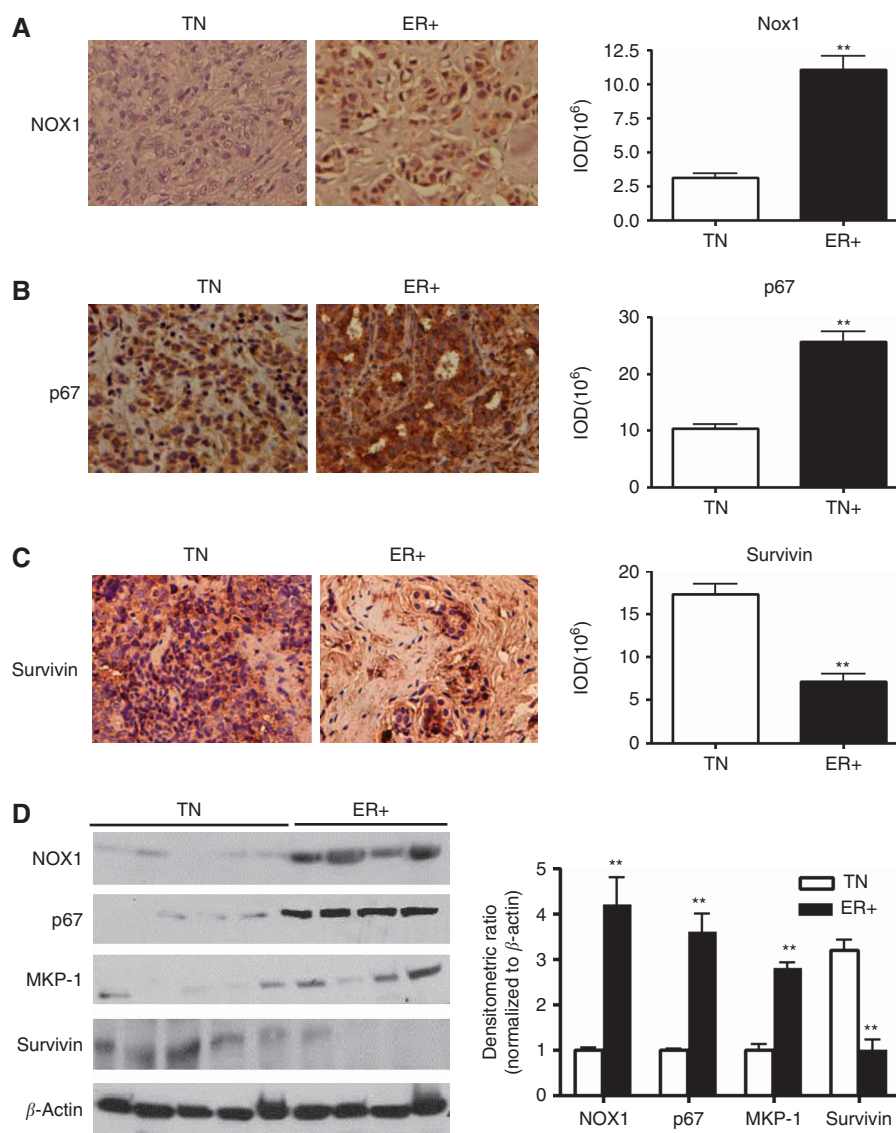 A
TN
ER+
NOX1
Nox1
IOD(10⁶)
12.5
10.0
7.5
5.0
2.5
0.0
**
TN
ER+
B
TN
ER+
p67
p67
IOD(10⁶)
30
20
10
0
**
TN
TN+
C
TN
ER+
Survivin
Survivin
IOD(10⁶)
20
15
10
5
0
**
TN
ER+
D
TN
ER+
NOX1
p67
MKP-1
Survivin
β-Actin
Densitometric ratio
(normalized to β-actin)
5
4
3
2
1
0
TN
ER+
**
**
**
**
NOX1
p67
MKP-1
Survivin